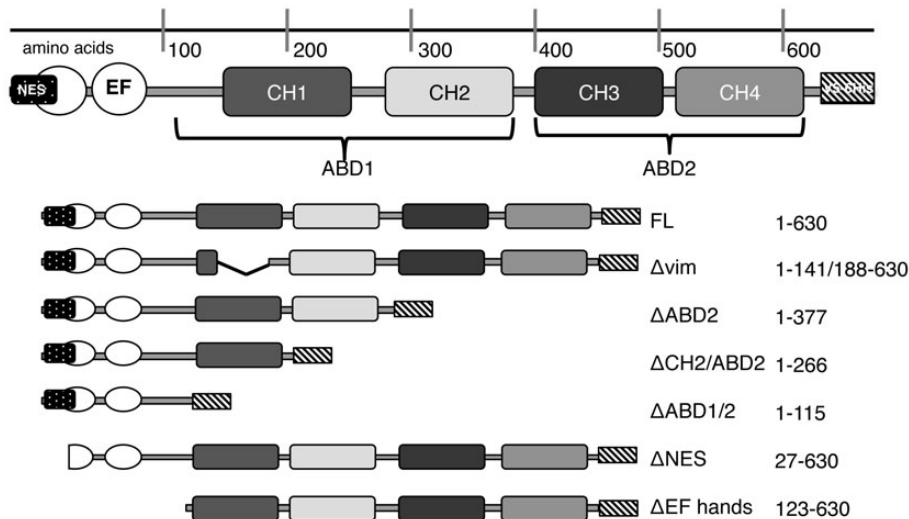 amino acids
100 200 300 400 500 600
NES EF CH1 CH2 CH3 CH4
ABD1 ABD2
FL 1-630
Δvim 1-141/188-630
ΔABD2 1-377
ΔCH2/ABD2 1-266
ΔABD1/2 1-115
ΔNES 27-630
ΔEF hands 123-630